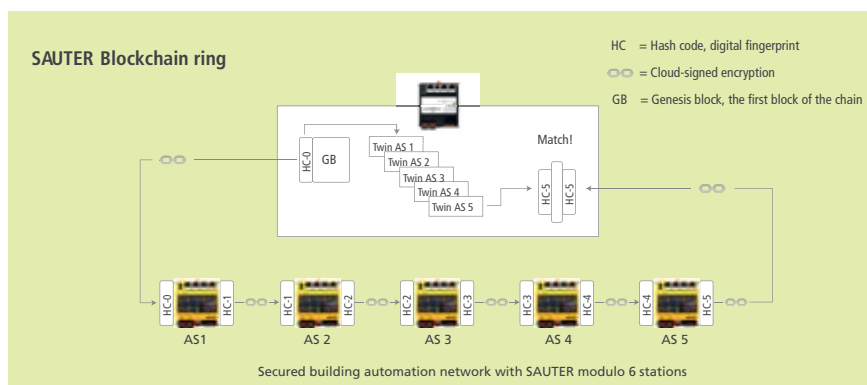 SAUTER Blockchain ring
HC = Hash code, digital fingerprint
= Cloud-signed encryption
GB = Genesis block, the first block of the chain
HC-0
GB
Twin AS 1
Twin AS 2
Twin AS 3
Twin AS 4
Twin AS 5
Match!
HC-5
HC-5
HC-0
HC-1
HC-1
HC-2
HC-2
HC-3
HC-3
HC-4
HC-4
HC-5
AS1
AS 2
AS 3
AS 4
AS 5
Secured building automation network with SAUTER modulo 6 stations